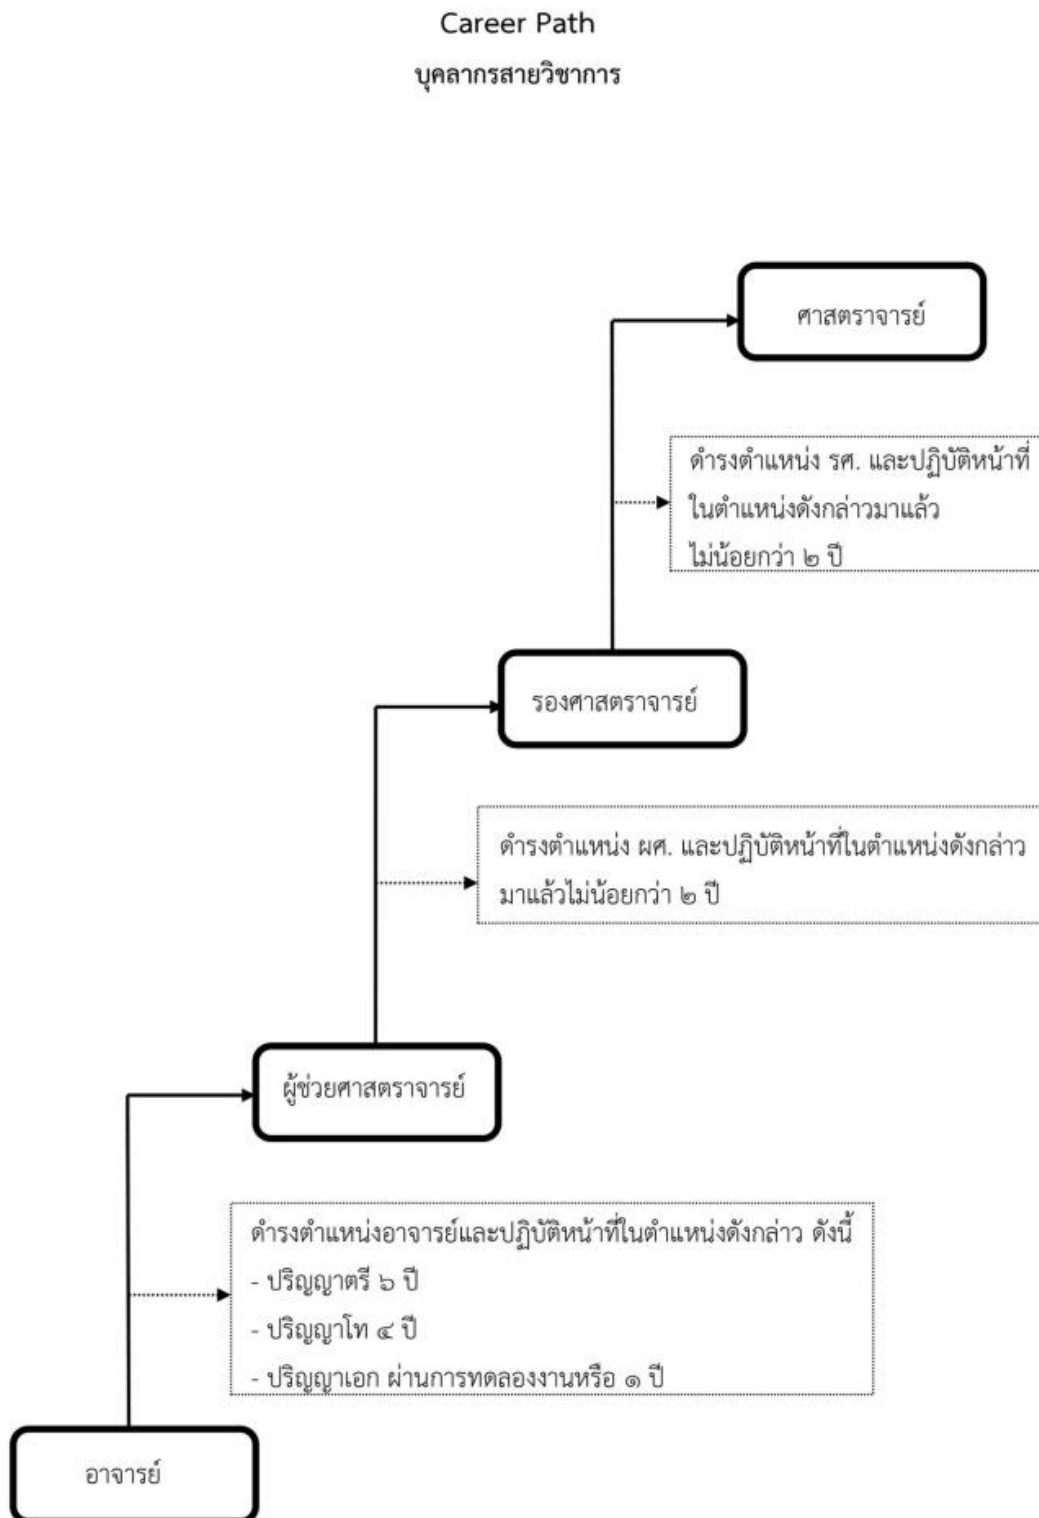 Career Path
บุคลากรสายวิชาการ
ศาสตราจารย์
ดำรงตำแหน่ง รศ. และปฏิบัติหน้าที่
ในตำแหน่งดังกล่าวมาแล้ว
ไม่น้อยกว่า ๒ ปี
รองศาสตราจารย์
ดำรงตำแหน่ง ผศ. และปฏิบัติหน้าที่ในตำแหน่งดังกล่าว
มาแล้วไม่น้อยกว่า ๒ ปี
ผู้ช่วยศาสตราจารย์
ดำรงตำแหน่งอาจารย์และปฏิบัติหน้าที่ในตำแหน่งดังกล่าว ดังนี้
- ปริญญาตรี ๖ ปี
- ปริญญาโท ๔ ปี
- ปริญญาเอก ผ่านการทดลองงานหรือ ๑ ปี
อาจารย์